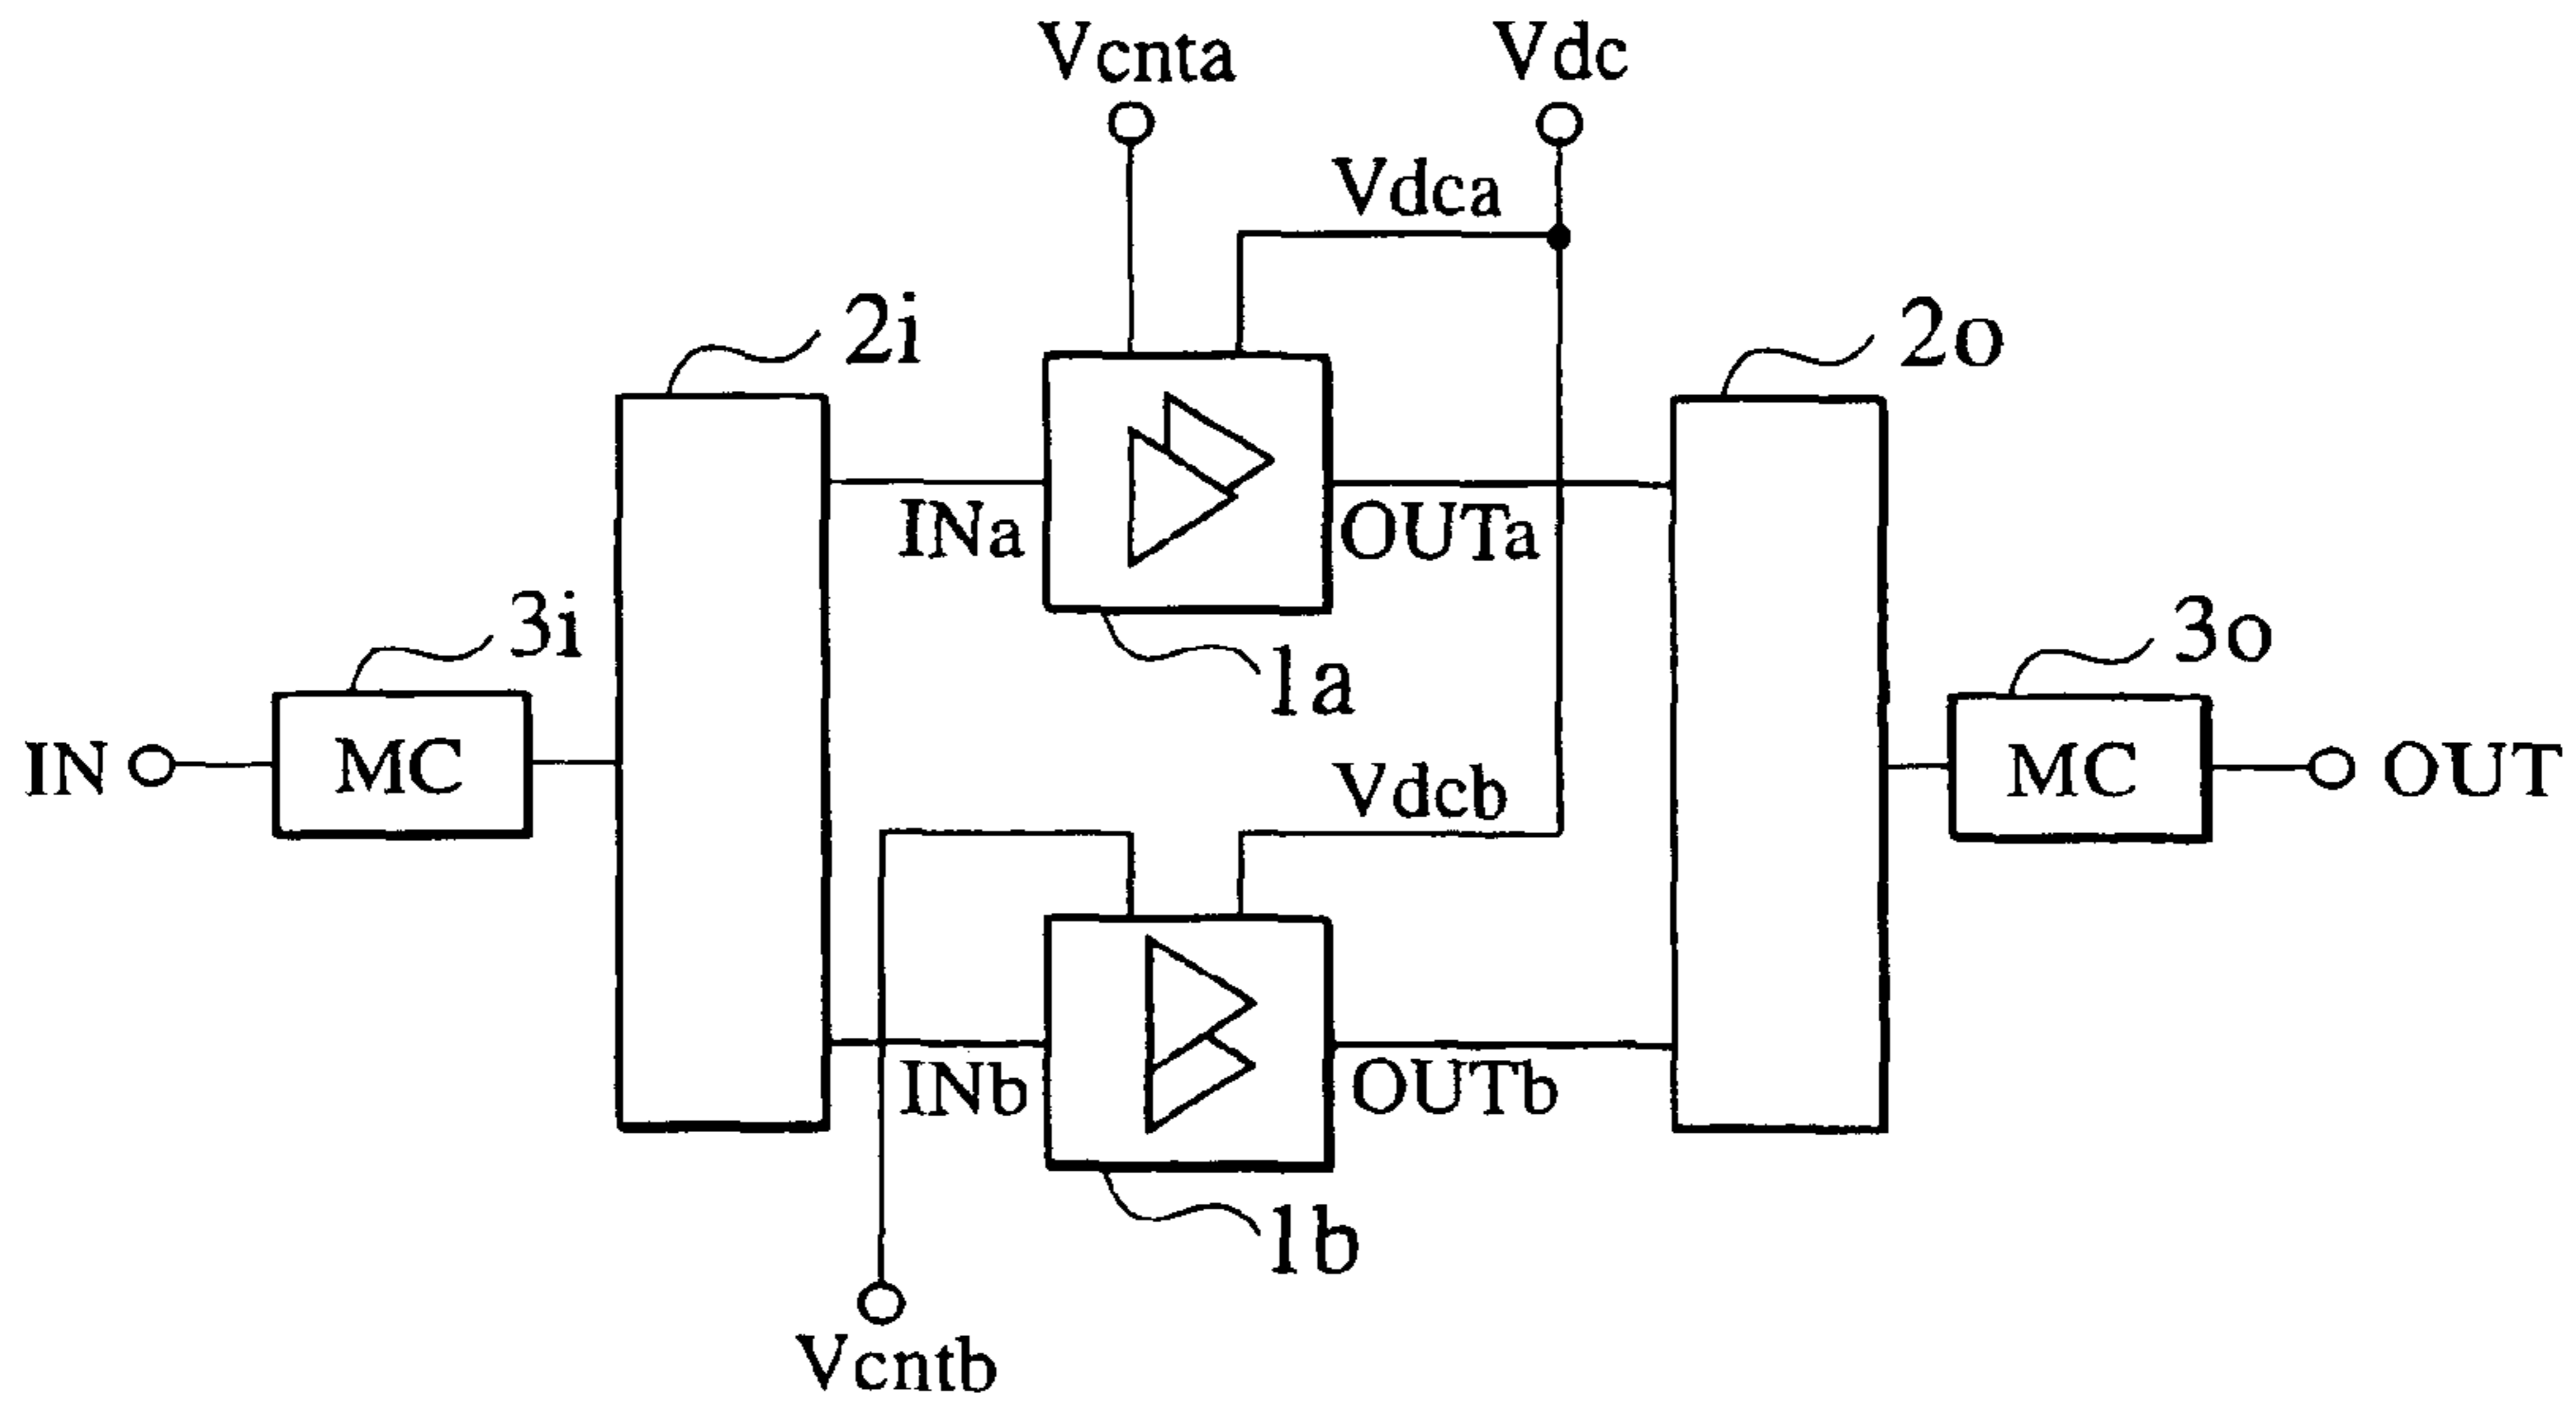 Vcnta
Vdc
Vdca
2i
2o
INa
OUTa
3i
1a
3o
IN
MC
Vdcb
MC
OUT
INb
OUTb
1b
Vcntb